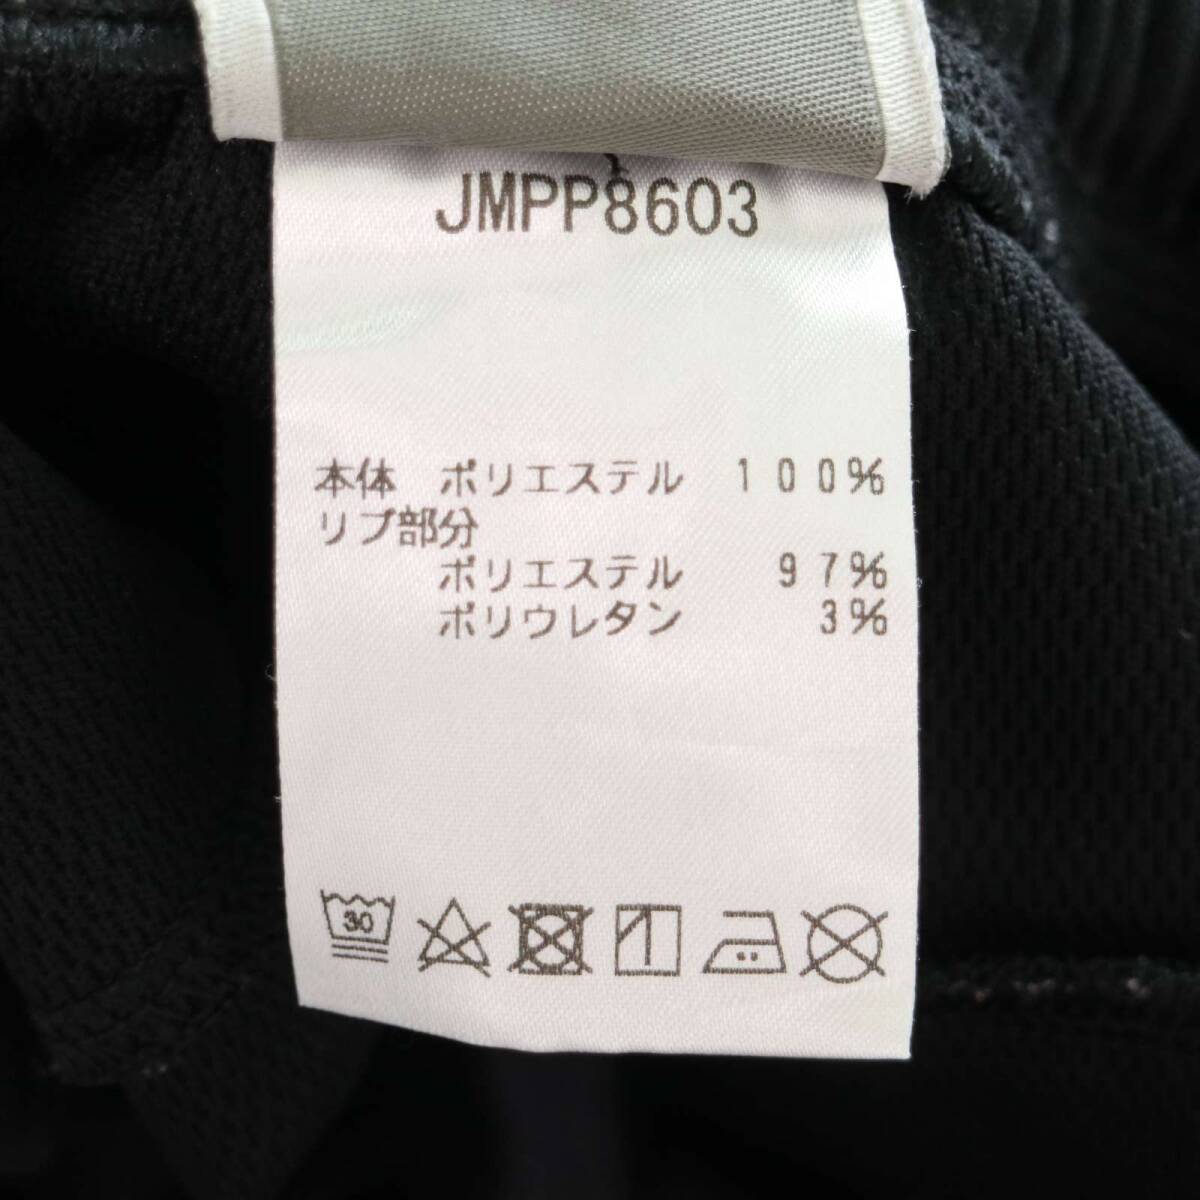 JMPP8603
本体 ポリエステル 100%
リブ部分
ポリエステル 97%
ポリウレタン 3%
30